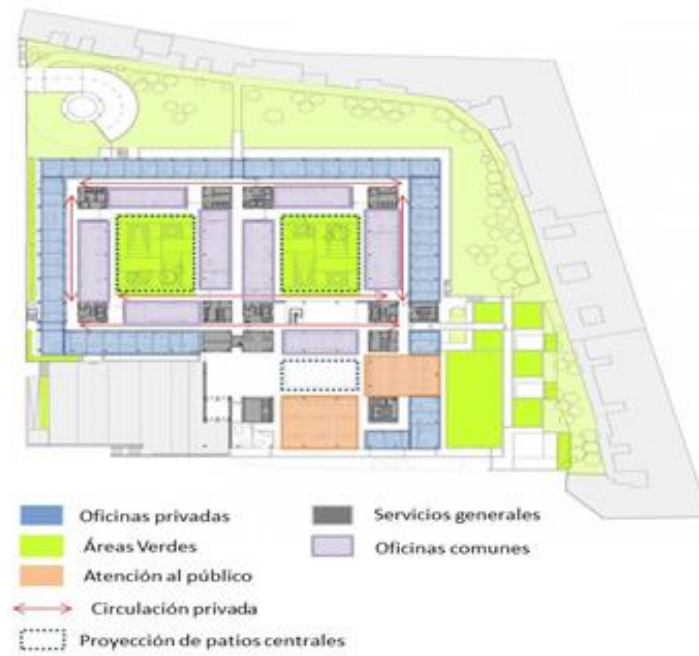 Oficinas privadas
Servicios generales
Áreas Verdes
Oficinas comunes
Atención al público
Circulación privada
Proyección de patios centrales